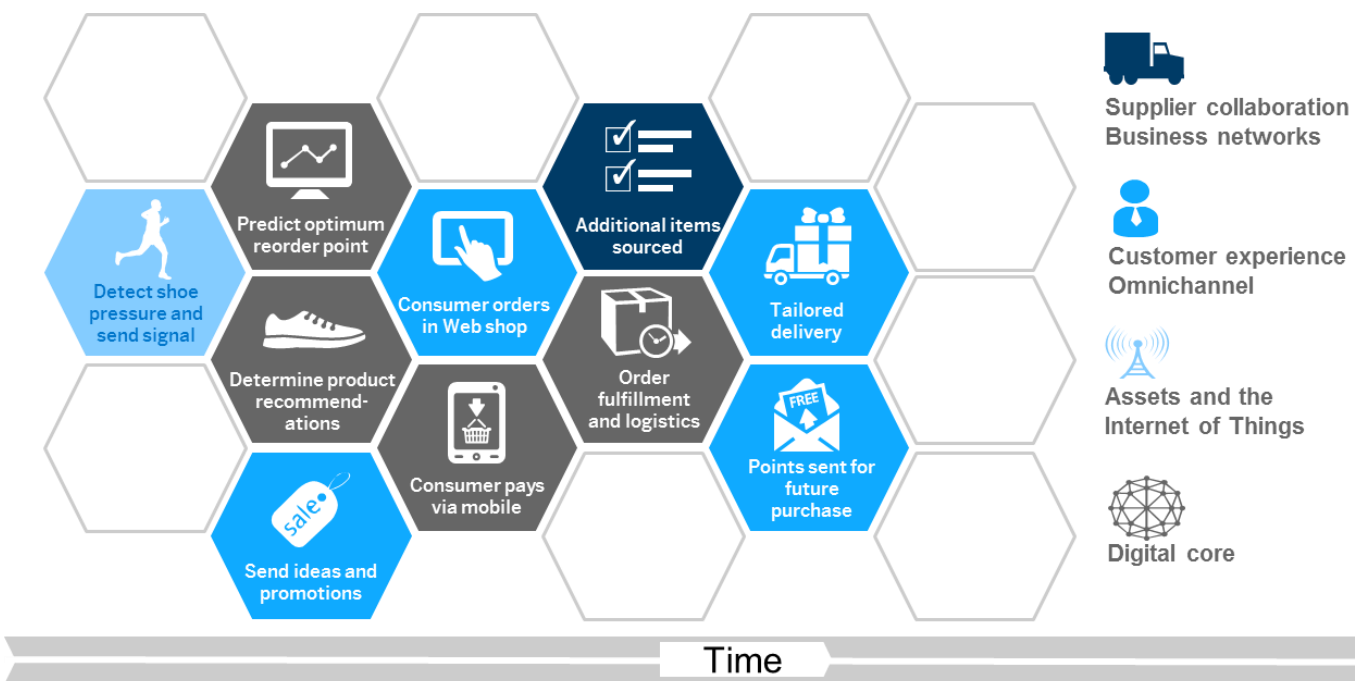 Detect shoe
pressure and
send signal
Predict optimum
reorder point
Determine product
recommend-
ations
sale
Send ideas and
promotions
Consumer orders
in Web shop
Consumer pays
via mobile
Additional items
sourced
Order
fulfillment
and logistics
Tailored
delivery
FREE
Points sent for
future
purchase
Supplier collaboration
Business networks
Customer experience
Omnichannel
Assets and the
Internet of Things
Digital core
Time